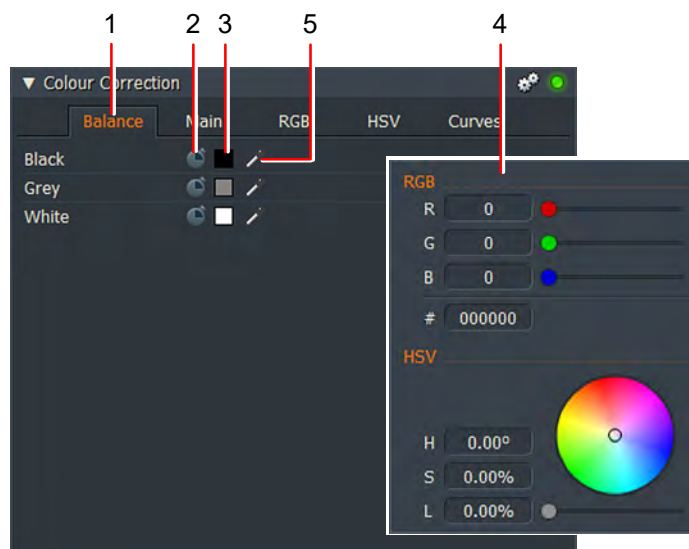 1 2 3 5 4
▼ Colour Correction
Balance Main RGB HSV Curves
Black
Grey
White
RGB
R 0
G 0
B 0
# 000000
HSV
H 0.00º
S 0.00%
L 0.00%